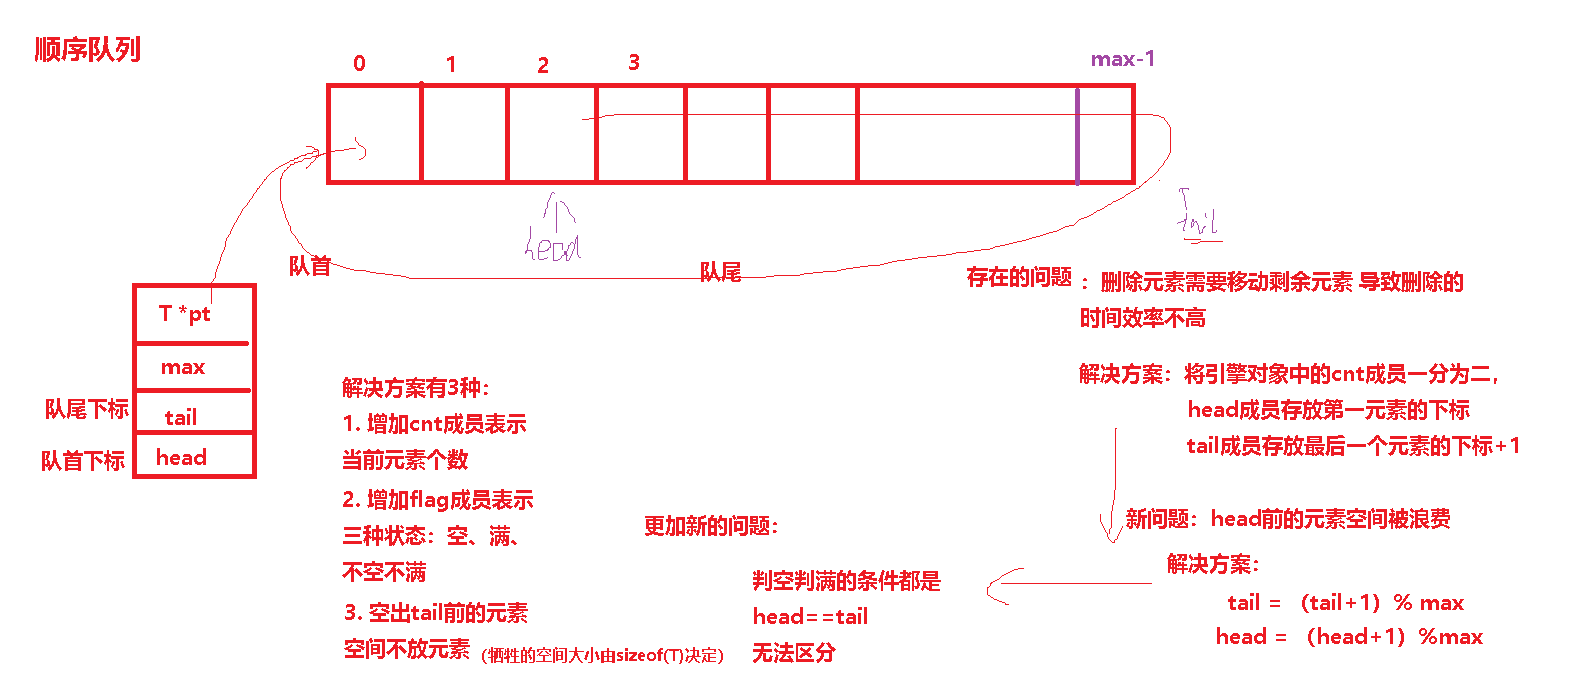 顺序队列
0 1 2 3 max-1
head
tail
队首
队尾
T *pt
max
队尾下标 tail
队首下标 head
存在的问题：删除元素需要移动剩余元素 导致删除的
时间效率不高
解决方案：将引擎对象中的cnt成员一分为二，
head成员存放第一元素的下标
tail成员存放最后一个元素的下标+1
新问题：head前的元素空间被浪费
解决方案：
tail = （tail+1）% max
head = （head+1）%max
更加新的问题：
判空判满的条件都是
head==tail
无法区分
解决方案有3种：
1. 增加cnt成员表示
当前元素个数
2. 增加flag成员表示
三种状态：空、满、
不空不满
3. 空出tail前的元素
空间不放元素（牺牲的空间大小由sizeof(T)决定）